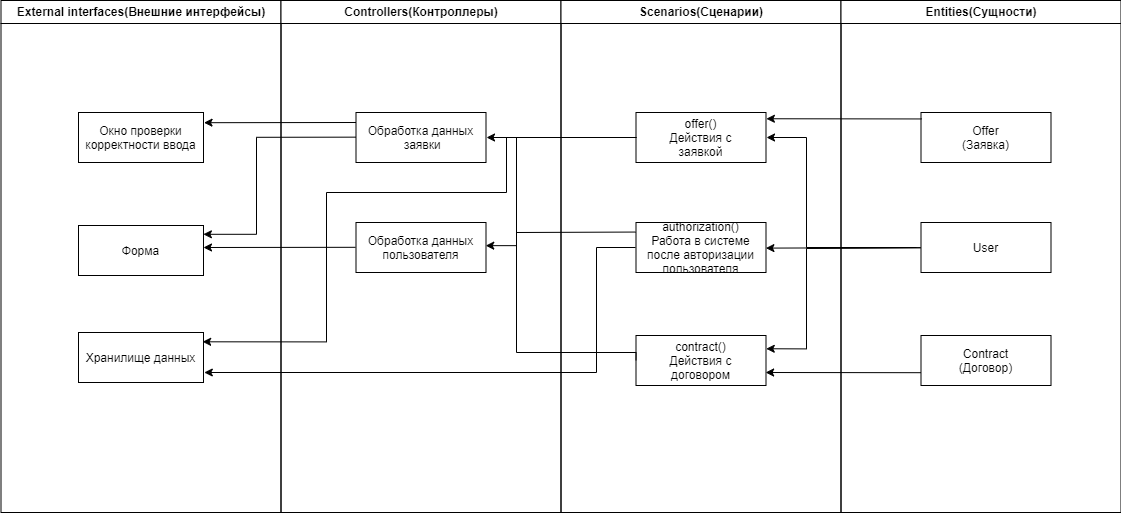 External interfaces(Внешние интерфейсы)
Controllers(Контроллеры)
Scenarios(Сценарии)
Entities(Сущности)
Окно проверки
корректности ввода
Обработка данных
заявки
offer()
Действия с
заявкой
Offer
(Заявка)
Форма
Обработка данных
пользователя
authorization()
Работа в системе
после авторизации
пользователя
User
Хранилище данных
contract()
Действия с
договором
Contract
(Договор)